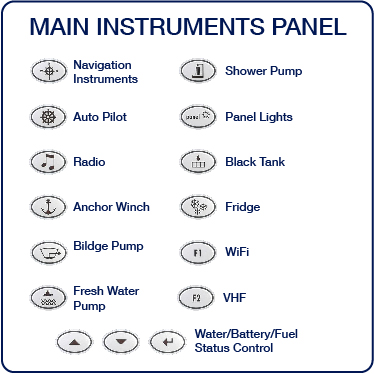 MAIN INSTRUMENTS PANEL
Navigation
Instruments
Shower Pump
Auto Pilot
panel
Panel Lights
Radio
Black Tank
Anchor Winch
Fridge
Bildge Pump
F1
WiFi
Fresh Water
Pump
F2
VHF
Water/Battery/Fuel
Status Control